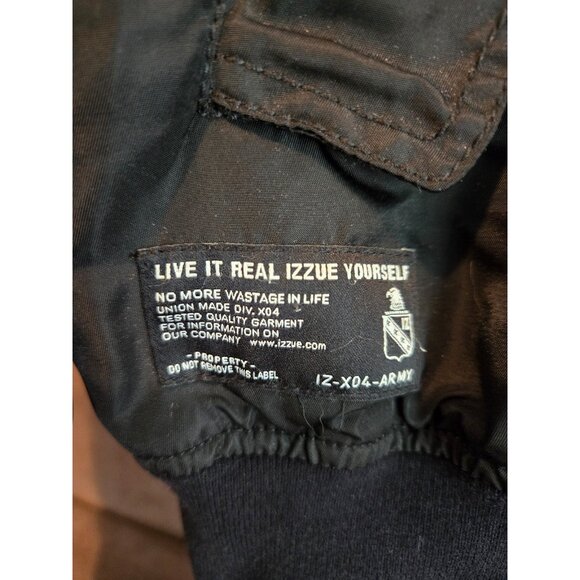 LIVE IT REAL IZZUE YOURSELF
NO MORE WASTAGE IN LIFE
UNION MADE DIV. X04
TESTED QUALITY GARMENT
FOR INFORMATION ON
OUR COMPANY www.izzue.com
- PROPERTY -
DO NOT REMOVE THIS LABEL
IZ-X04-ARMY